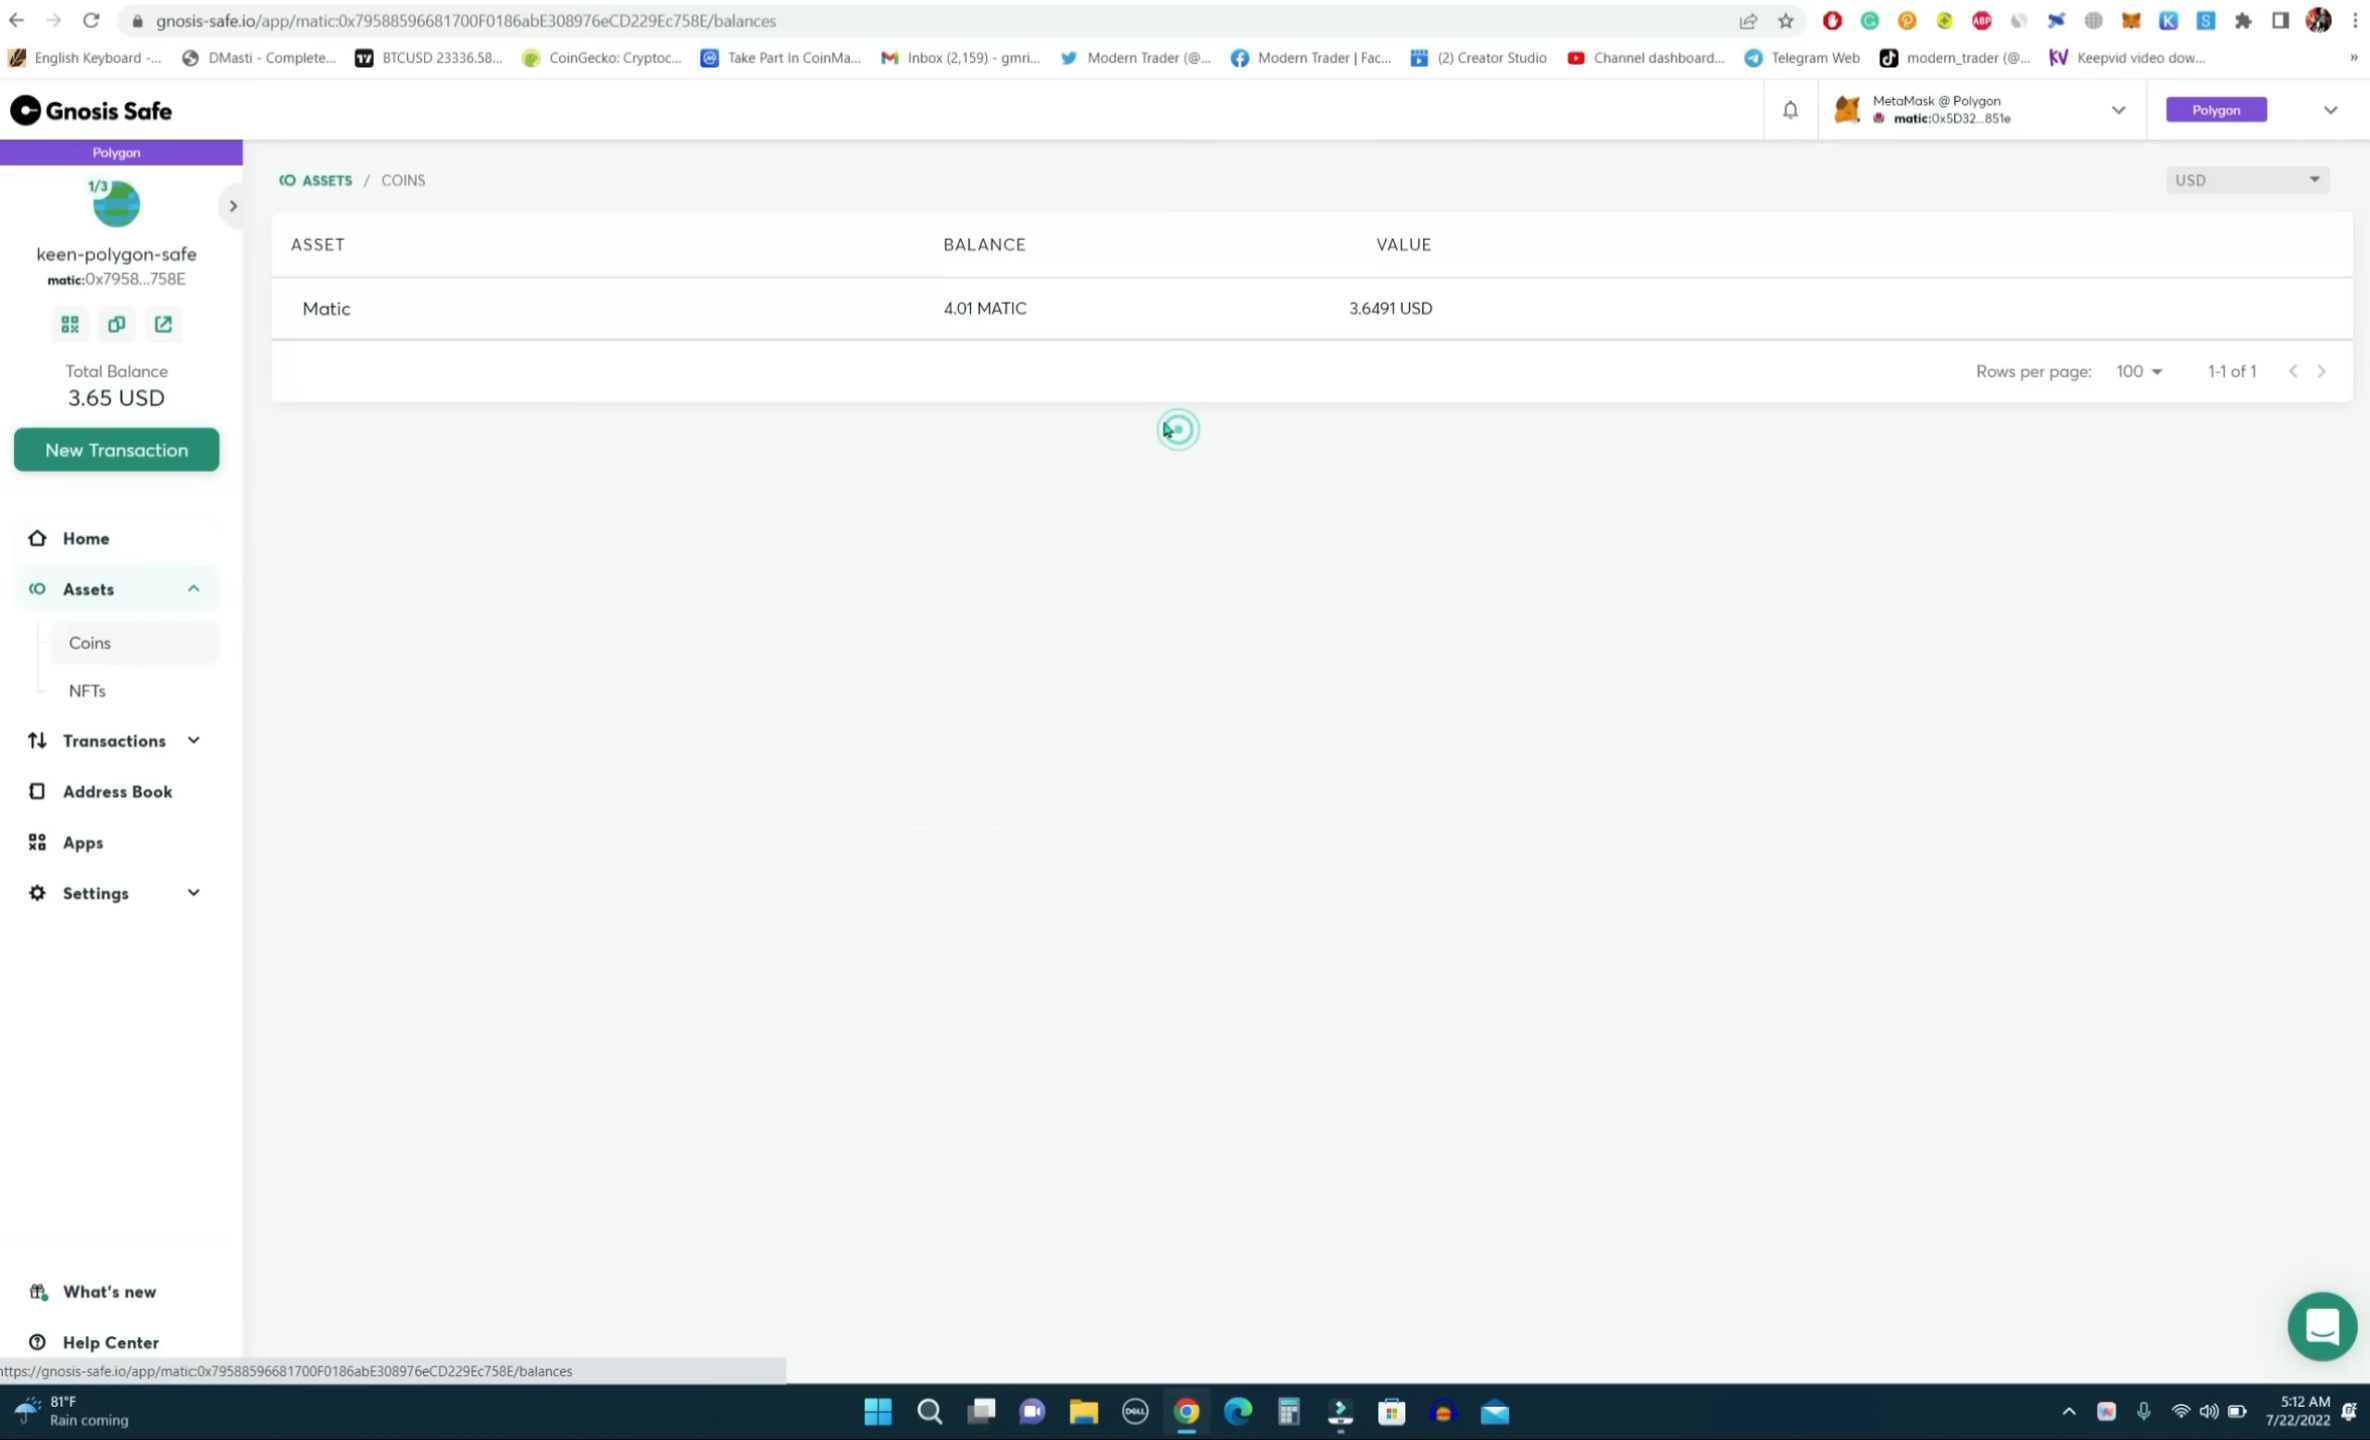 gnosis-safe.io/app/matic:0x79588596681700F0186abE308976eCD229Ec758E/balances
ABP
K
S
English Keyboard -...
DMasti - Complete...
BTCUSD 23336.58...
CoinGecko: Cryptoc...
Take Part In CoinMa...
Inbox (2,159) - gmri...
Modern Trader (@...
Modern Trader | Fac...
(2) Creator Studio
Channel dashboard...
Telegram Web
modern_trader (@...
KV
Keepvid video dow...
»
Gnosis Safe
MetaMask @ Polygon
matic:0x5D32...851e
Polygon
Polygon
1/3
keen-polygon-safe
matic:0x7958...758E
Total Balance
3.65 USD
New Transaction
Home
Assets
Coins
NFTs
Transactions
Address Book
Apps
Settings
What's new
Help Center
ASSETS / COINS
USD
ASSET BALANCE VALUE
Matic 4.01 MATIC 3.6491 USD
Rows per page: 100 1-1 of 1
https://gnosis-safe.io/app/matic:0x79588596681700F0186abE308976eCD229Ec758E/balances
81°F
Rain coming
DELL
5:12 AM
7/22/2022